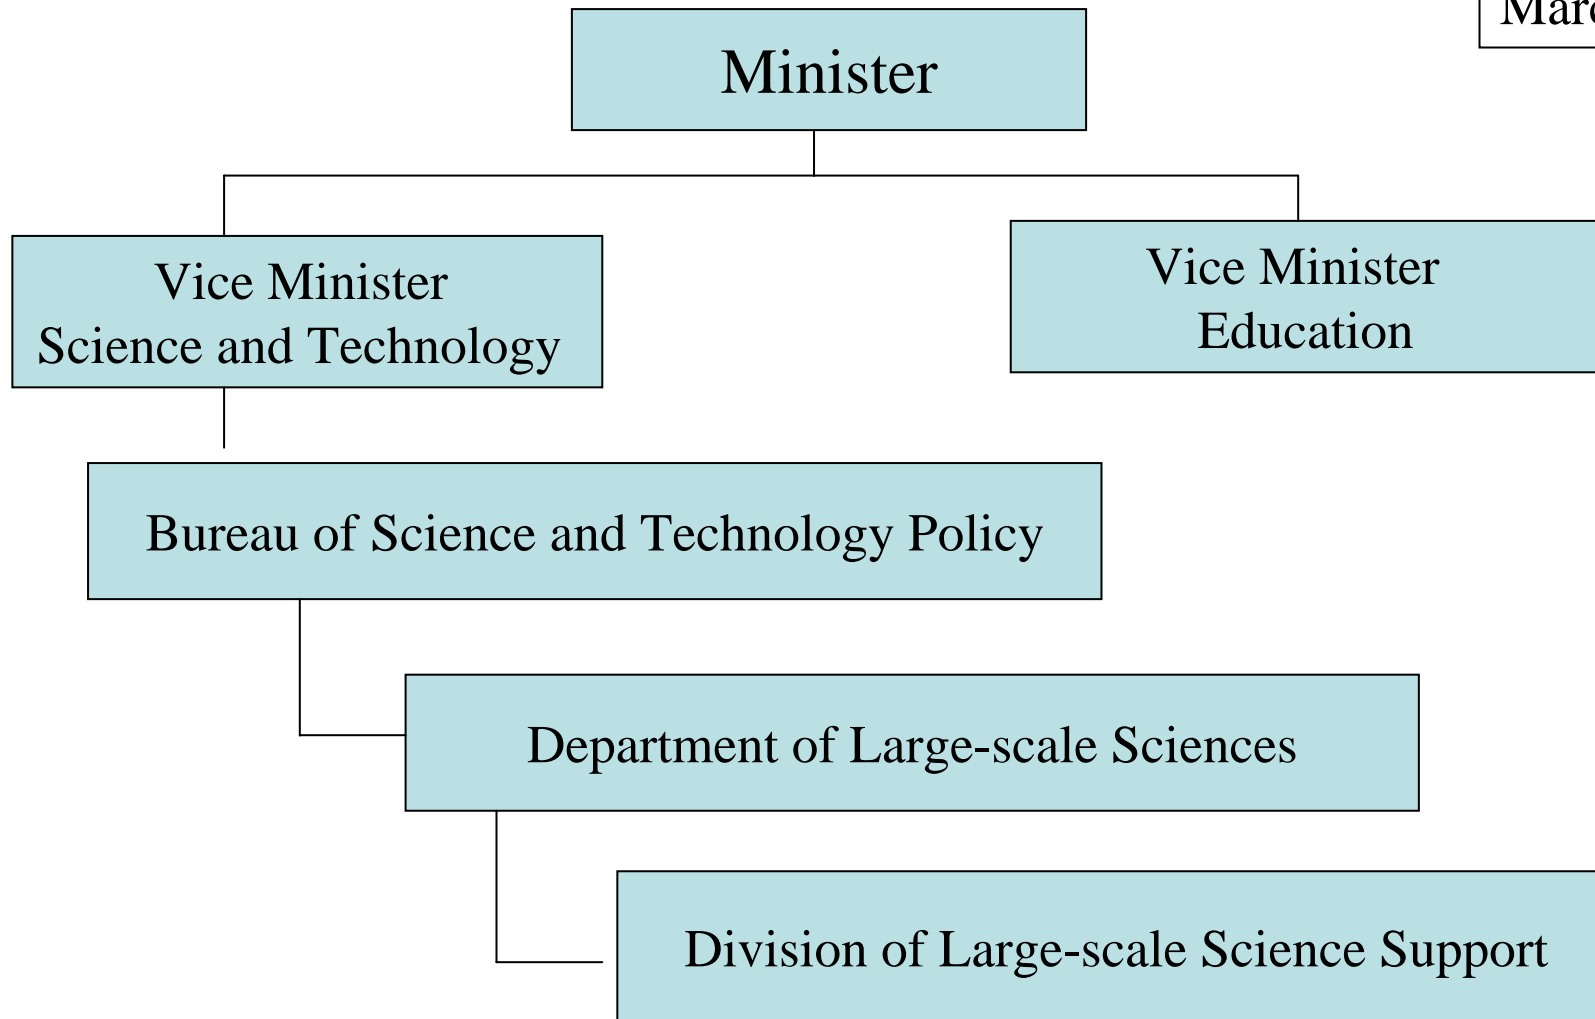 Minister
Vice Minister
Science and Technology
Vice Minister
Education
Bureau of Science and Technology Policy
Department of Large-scale Sciences
Division of Large-scale Science Support